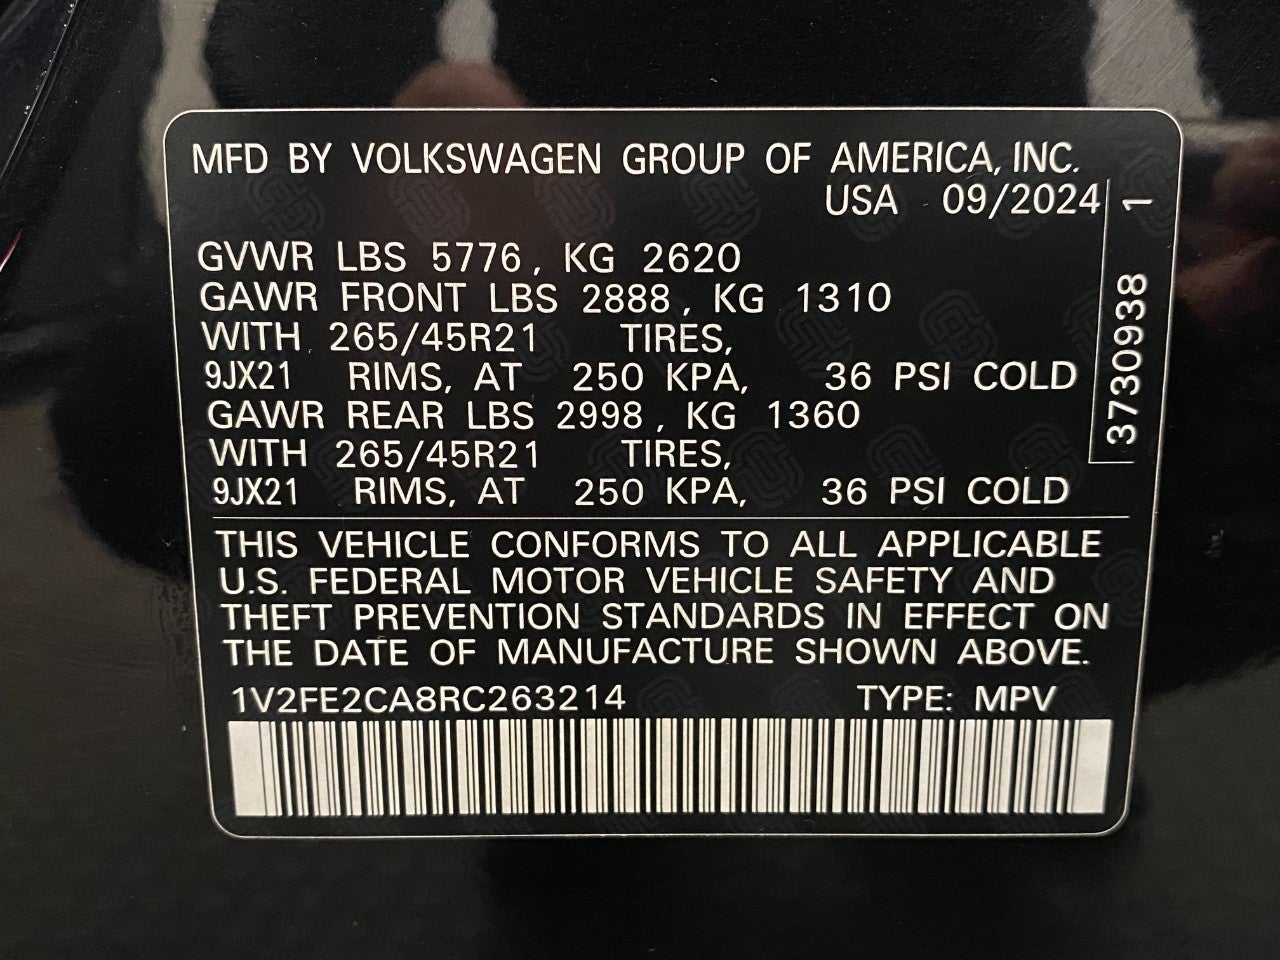 MFD BY VOLKSWAGEN GROUP OF AMERICA, INC.
USA 09/2024
GVWR LBS 5776, KG 2620
GAWR FRONT LBS 2888, KG 1310
WITH 265/45R21 TIRES,
9JX21 RIMS, AT 250 KPA, 36 PSI COLD
GAWR REAR LBS 2998, KG 1360
WITH 265/45R21 TIRES,
9JX21 RIMS, AT 250 KPA, 36 PSI COLD
THIS VEHICLE CONFORMS TO ALL APPLICABLE
U.S. FEDERAL MOTOR VEHICLE SAFETY AND
THEFT PREVENTION STANDARDS IN EFFECT ON
THE DATE OF MANUFACTURE SHOWN ABOVE.
1V2FE2CA8RC263214 TYPE: MPV
3730938 1